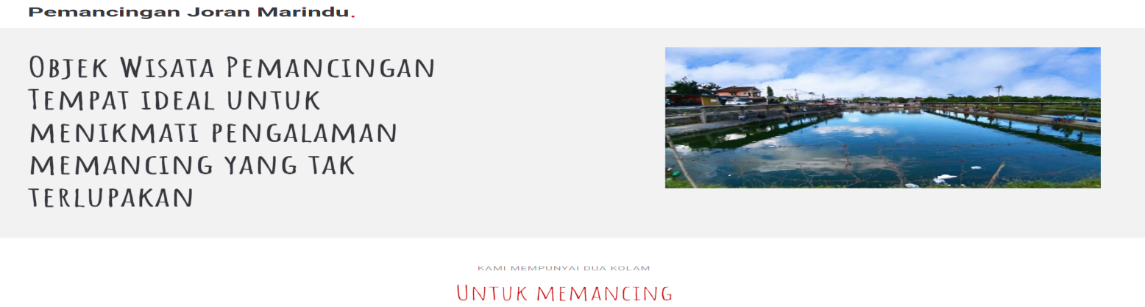 Pemancingan Joran Marindu.
Objek Wisata Pemancingan
Tempat ideal untuk
menikmati pengalaman
memancing yang tak
terlupakan
KAMI MEMPUNYAI DUA KOLAM
Untuk memancing